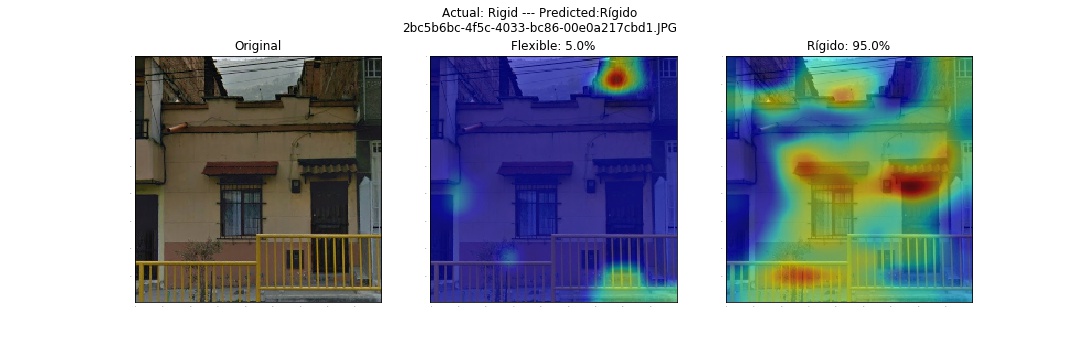 Actual: Rigid --- Predicted:Rígido
2bc5b6bc-4f5c-4033-bc86-00e0a217cbd1.JPG
Original
Flexible: 5.0%
Rígido: 95.0%